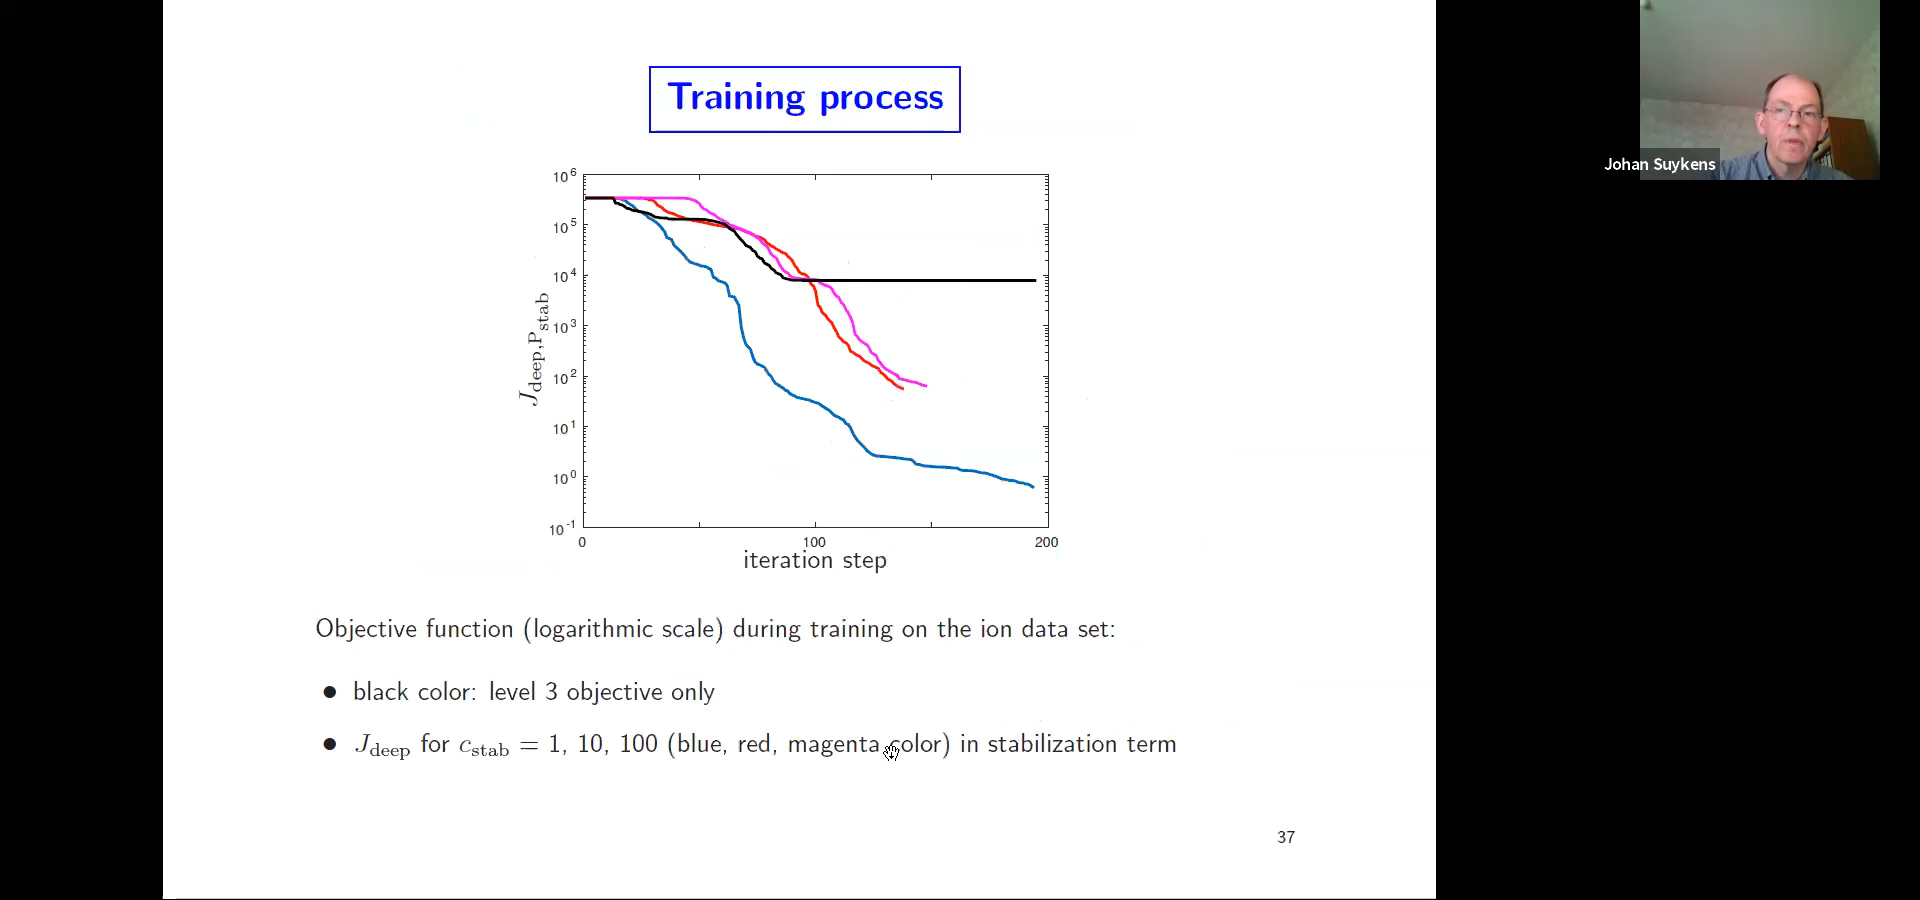 Training process
Johan Suykens
10^6
10^5
10^4
10^3
10^2
10^1
10^0
10^-1
J_deep,P_stab
0 100 200
iteration step
Objective function (logarithmic scale) during training on the ion data set:
● black color: level 3 objective only
● J_deep for c_stab = 1, 10, 100 (blue, red, magenta color) in stabilization term
37